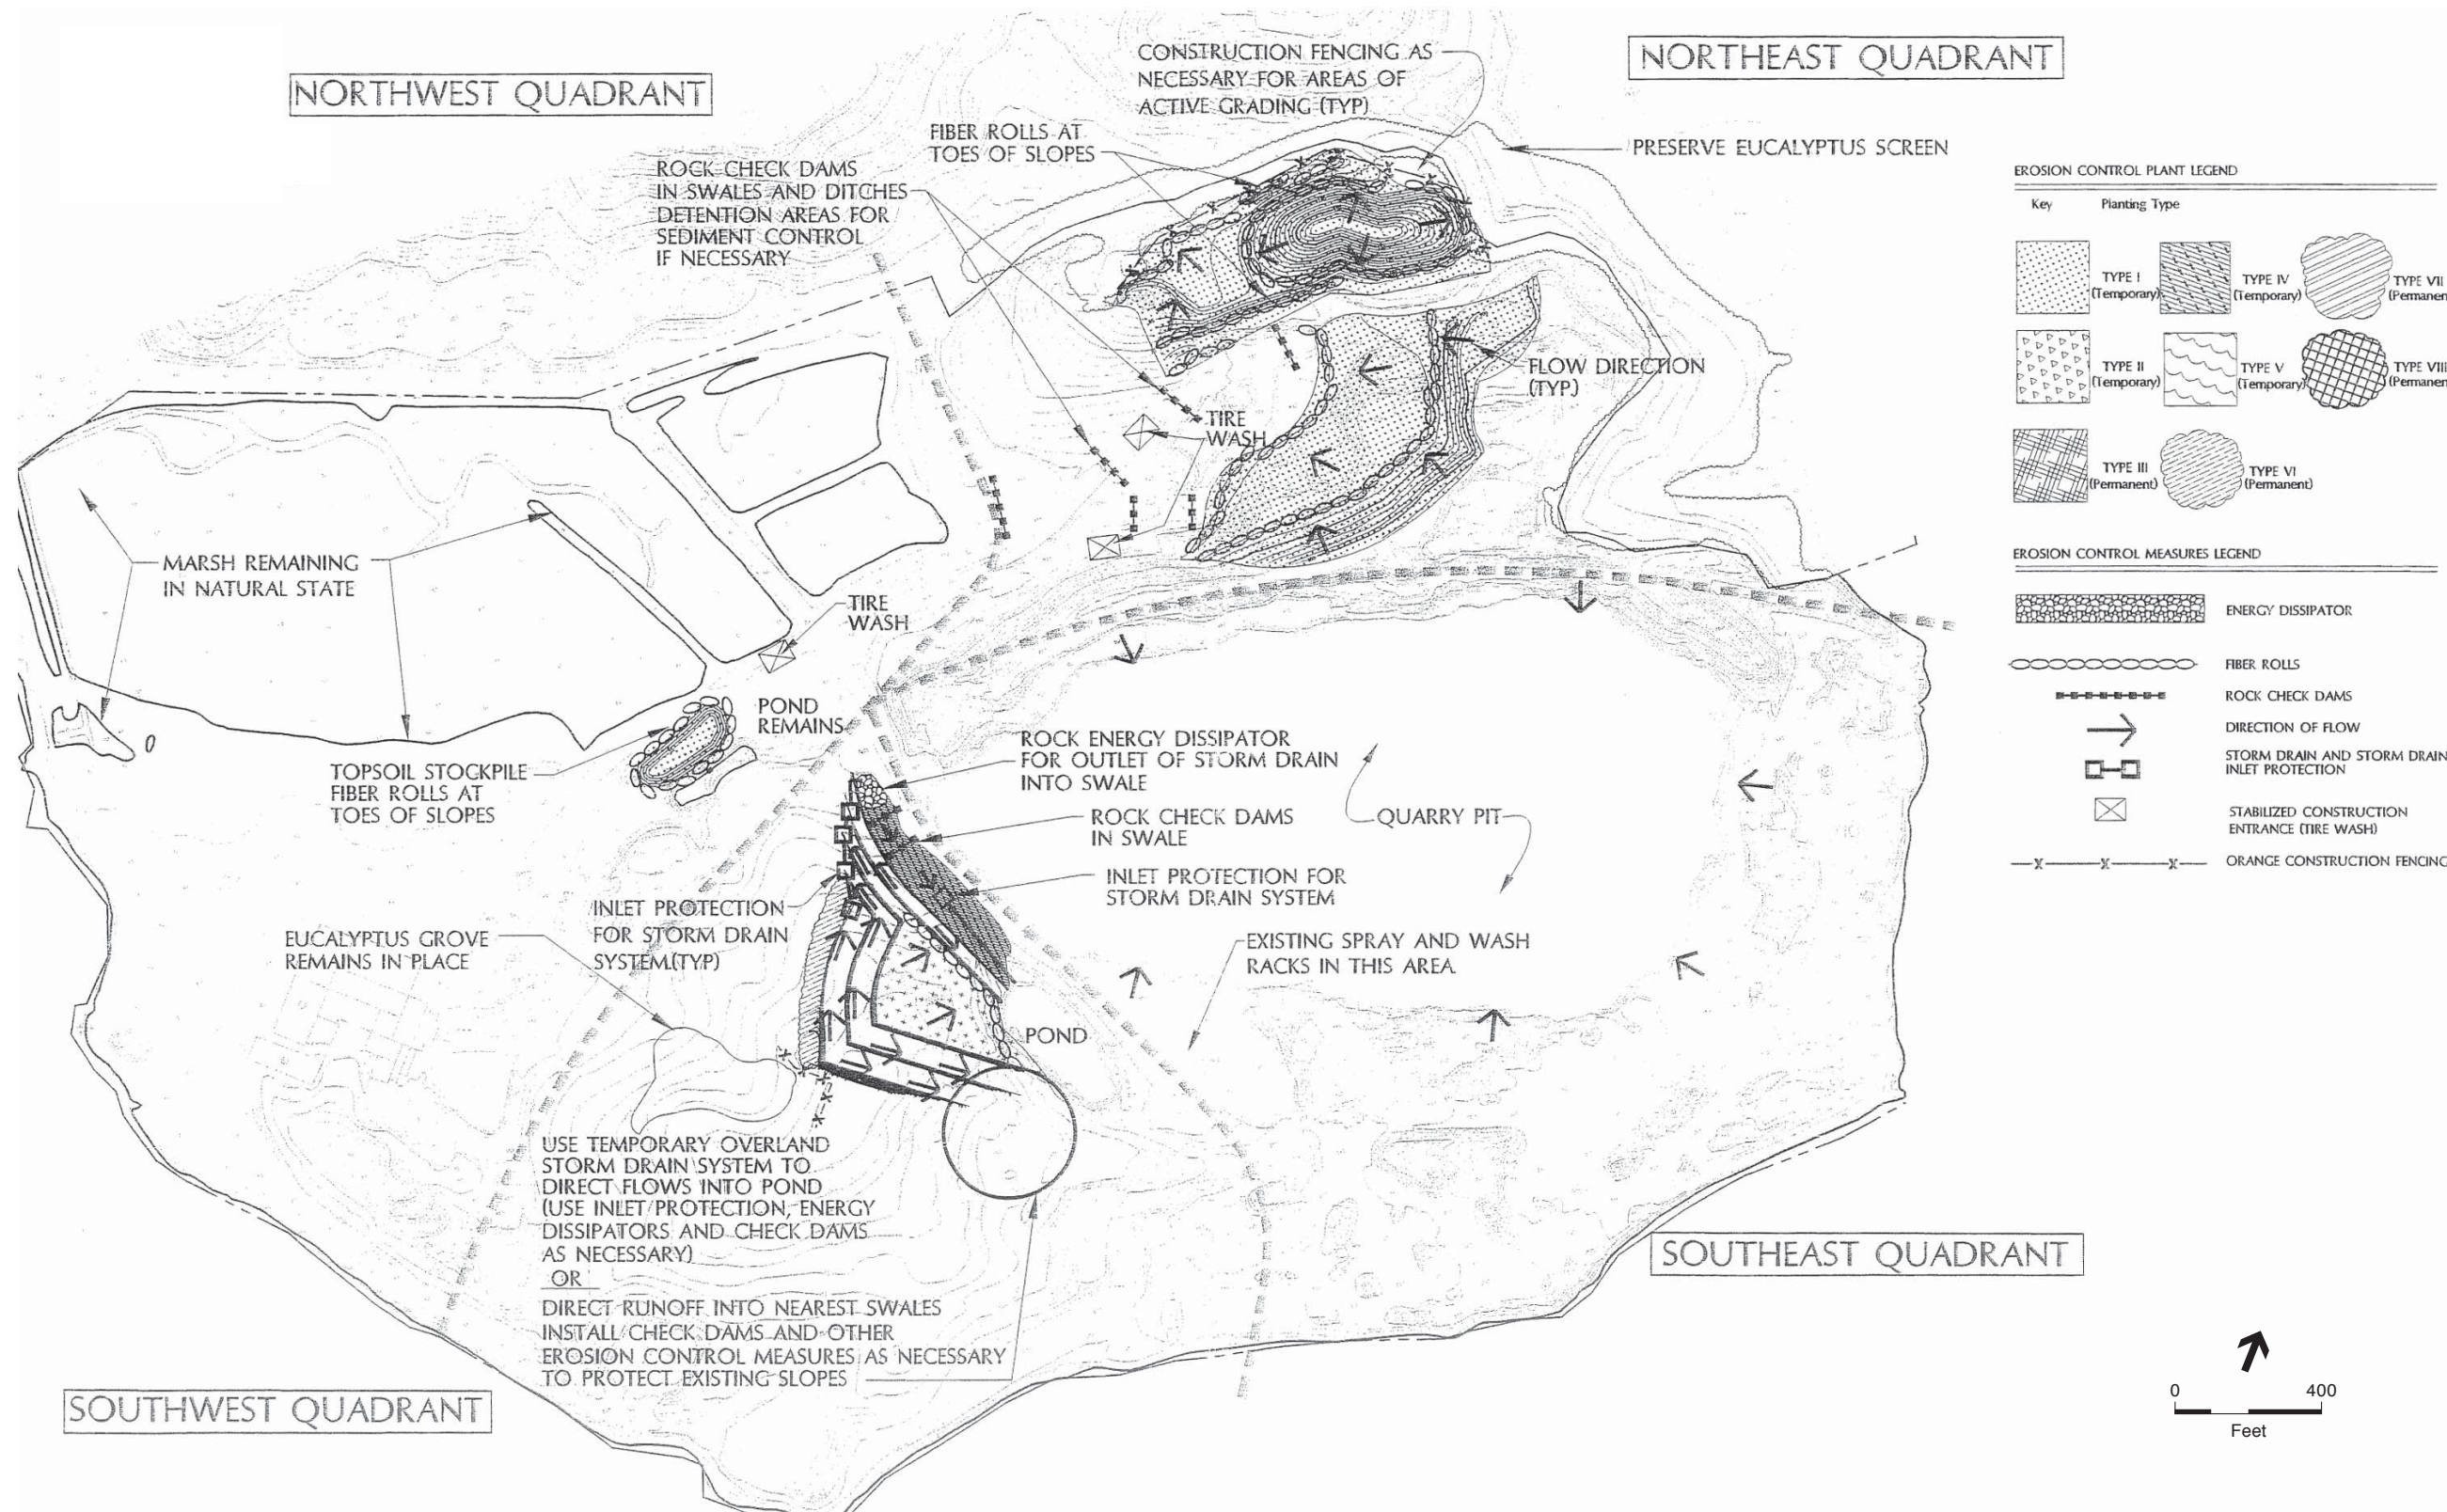 NORTHWEST QUADRANT
CONSTRUCTION FENCING AS
NECESSARY FOR AREAS OF
ACTIVE GRADING (TYP)
NORTHEAST QUADRANT
FIBER ROLLS AT
TOES OF SLOPES
PRESERVE EUCALYPTUS SCREEN
ROCK CHECK DAMS
IN SWALES AND DITCHES
DETENTION AREAS FOR
SEDIMENT CONTROL
IF NECESSARY
FLOW DIRECTION
(TYP.)
TIRE
WASH
MARSH REMAINING
IN NATURAL STATE
TIRE
WASH
POND
REMAINS
TOPSOIL STOCKPILE
FIBER ROLLS AT
TOES OF SLOPES
ROCK ENERGY DISSIPATOR
FOR OUTLET OF STORM DRAIN
INTO SWALE
ROCK CHECK DAMS
IN SWALE
QUARRY PIT
INLET PROTECTION FOR
STORM DRAIN SYSTEM
INLET PROTECTION
FOR STORM DRAIN
SYSTEM(TYP)
EUCALYPTUS GROVE
REMAINS IN PLACE
EXISTING SPRAY AND WASH
RACKS IN THIS AREA
POND
USE TEMPORARY OVERLAND
STORM DRAIN SYSTEM TO
DIRECT FLOWS INTO POND
(USE INLET PROTECTION, ENERGY
DISSIPATORS AND CHECK DAMS
AS NECESSARY)
OR
DIRECT RUNOFF INTO NEAREST SWALES
INSTALL CHECK DAMS AND OTHER
EROSION CONTROL MEASURES AS NECESSARY
TO PROTECT EXISTING SLOPES
SOUTHWEST QUADRANT
SOUTHEAST QUADRANT
EROSION CONTROL PLANT LEGEND
Key Planting Type
TYPE I
(Temporary)
TYPE IV
(Temporary)
TYPE VII
(Permanen
TYPE II
(Temporary)
TYPE V
(Temporary)
TYPE VIII
(Permanen
TYPE III
(Permanent)
TYPE VI
(Permanent)
EROSION CONTROL MEASURES LEGEND
ENERGY DISSIPATOR
FIBER ROLLS
ROCK CHECK DAMS
DIRECTION OF FLOW
STORM DRAIN AND STORM DRAIN
INLET PROTECTION
STABILIZED CONSTRUCTION
ENTRANCE (TIRE WASH)
ORANGE CONSTRUCTION FENCING
0 400
Feet